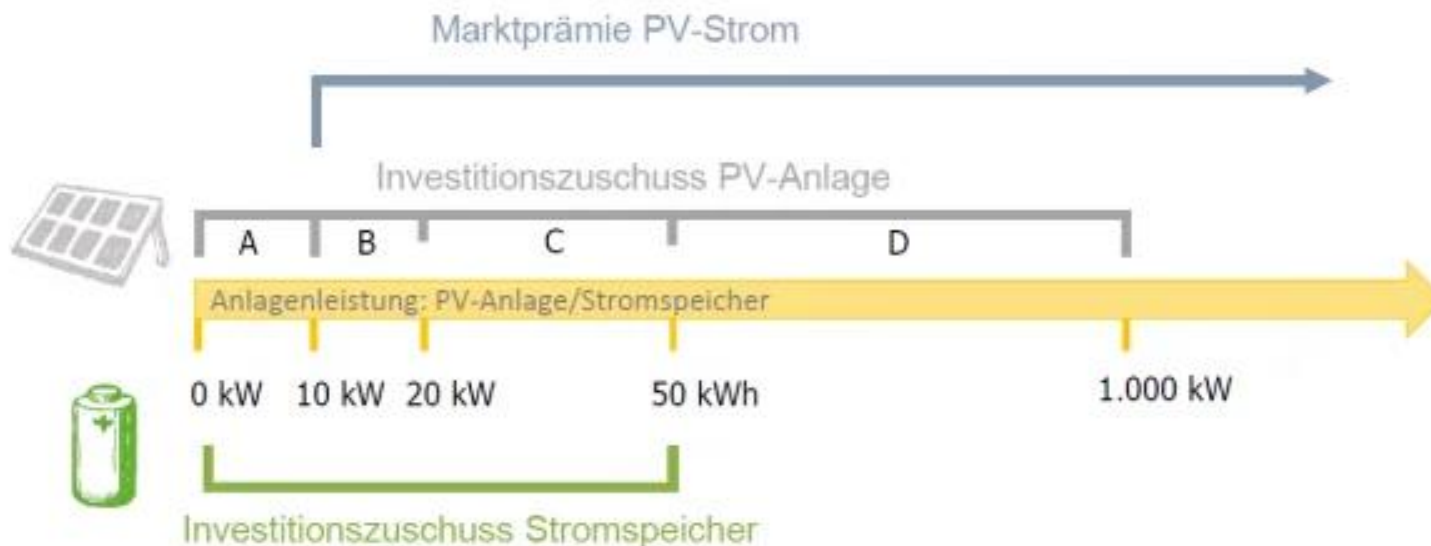 Marktprämie PV-Strom
Investitionszuschuss PV-Anlage
A B C D
Anlagenleistung: PV-Anlage/Stromspeicher
0 kW 10 kW 20 kW 50 kWh 1.000 kW
Investitionszuschuss Stromspeicher